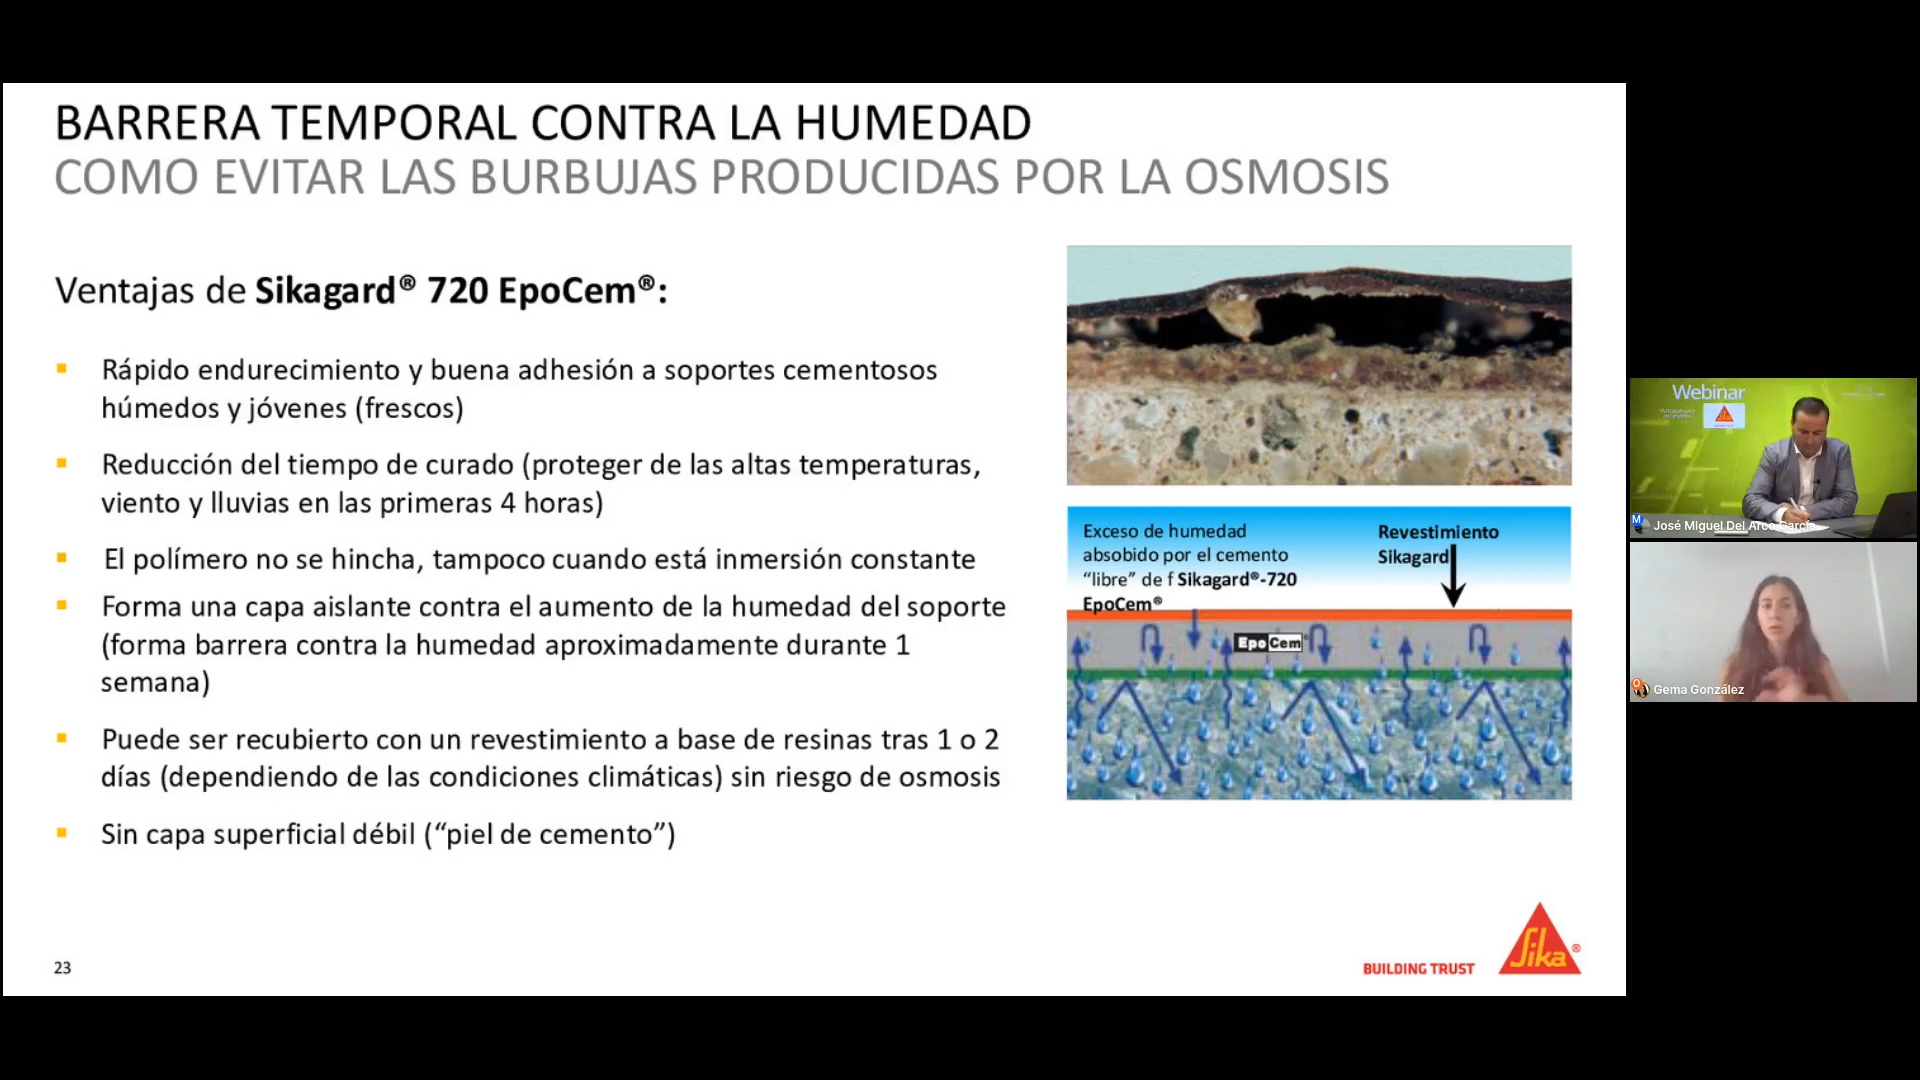 BARRERA TEMPORAL CONTRA LA HUMEDAD
COMO EVITAR LAS BURBUJAS PRODUCIDAS POR LA OSMOSIS
Ventajas de Sikagard® 720 EpoCem®:
Rápido endurecimiento y buena adhesión a soportes cementosos
húmedos y jóvenes (frescos)
Reducción del tiempo de curado (proteger de las altas temperaturas,
viento y lluvias en las primeras 4 horas)
El polímero no se hincha, tampoco cuando está inmersión constante
Forma una capa aislante contra el aumento de la humedad del soporte
(forma barrera contra la humedad aproximadamente durante 1
semana)
Puede ser recubierto con un revestimiento a base de resinas tras 1 o 2
días (dependiendo de las condiciones climáticas) sin riesgo de osmosis
Sin capa superficial débil (“piel de cemento”)
Exceso de humedad
absobido por el cemento
“libre” de f Sikagard®-720
EpoCem®
Revestimiento
Sikagard
EpoCem®
23
BUILDING TRUST
Sika®
Webinar
M
José Miguel Del Arco García
Gema González